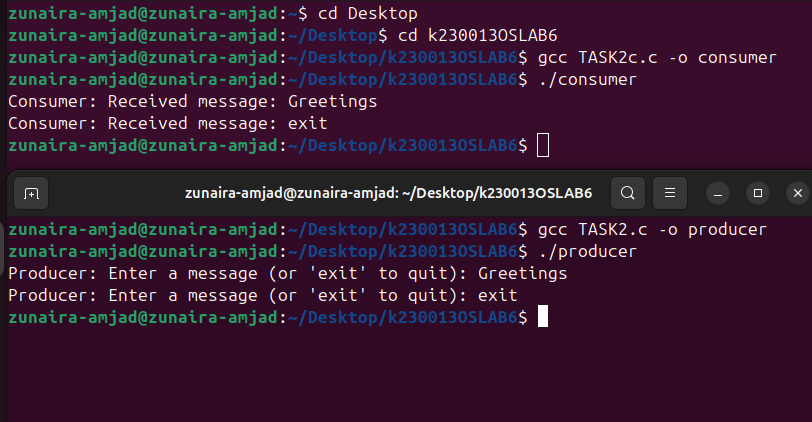 zunaira-amjad@zunaira-amjad:~$ cd Desktop
zunaira-amjad@zunaira-amjad:~/Desktop$ cd k230013OSLAB6
zunaira-amjad@zunaira-amjad:~/Desktop/k230013OSLAB6$ gcc TASK2c.c -o consumer
zunaira-amjad@zunaira-amjad:~/Desktop/k230013OSLAB6$ ./consumer
Consumer: Received message: Greetings
Consumer: Received message: exit
zunaira-amjad@zunaira-amjad:~/Desktop/k230013OSLAB6$
zunaira-amjad@zunaira-amjad: ~/Desktop/k230013OSLAB6
zunaira-amjad@zunaira-amjad:~/Desktop/k230013OSLAB6$ gcc TASK2.c -o producer
zunaira-amjad@zunaira-amjad:~/Desktop/k230013OSLAB6$ ./producer
Producer: Enter a message (or 'exit' to quit): Greetings
Producer: Enter a message (or 'exit' to quit): exit
zunaira-amjad@zunaira-amjad:~/Desktop/k230013OSLAB6$